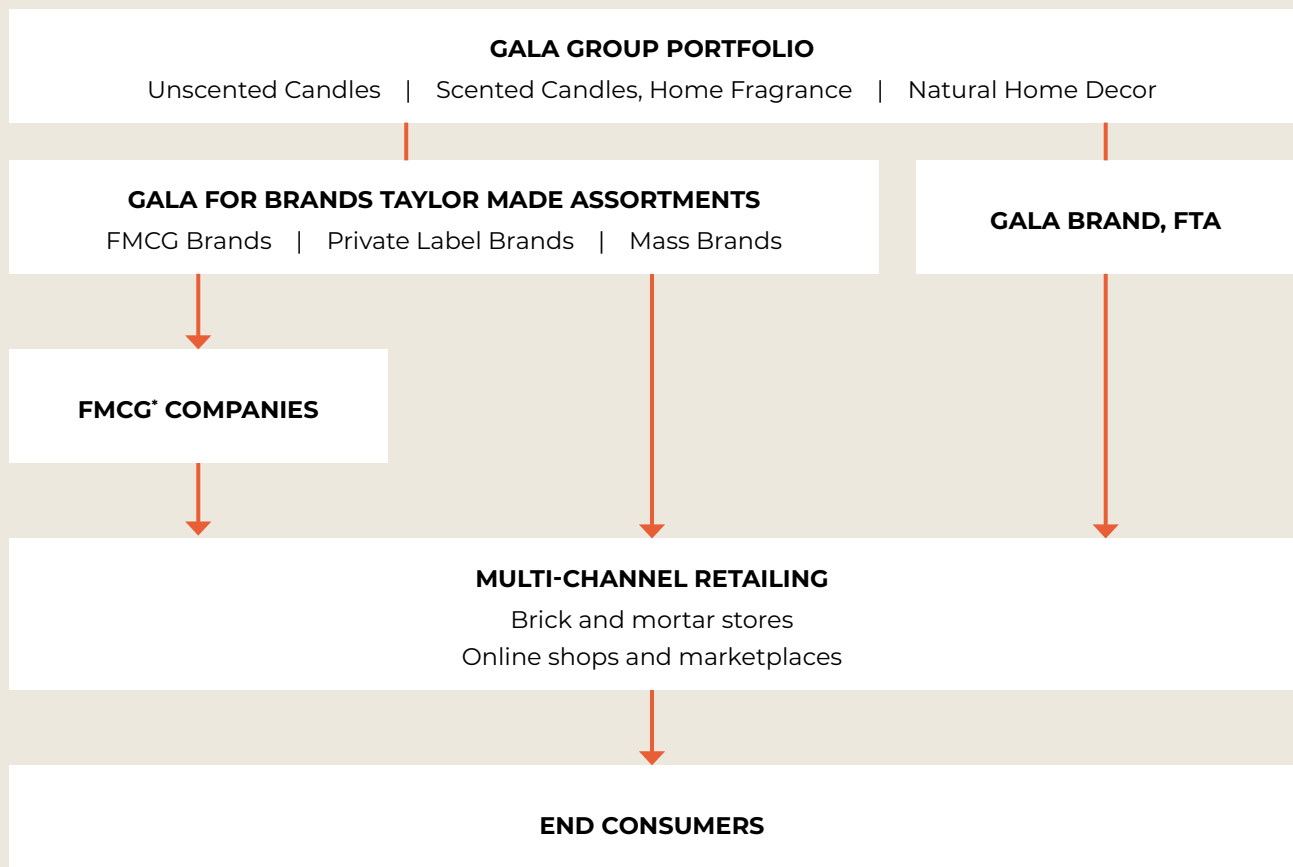 GALA GROUP PORTFOLIO
Unscented Candles | Scented Candles, Home Fragrance | Natural Home Decor
GALA FOR BRANDS TAYLOR MADE ASSORTMENTS
FMCG Brands | Private Label Brands | Mass Brands
GALA BRAND, FTA
FMCG* COMPANIES
MULTI-CHANNEL RETAILING
Brick and mortar stores
Online shops and marketplaces
END CONSUMERS